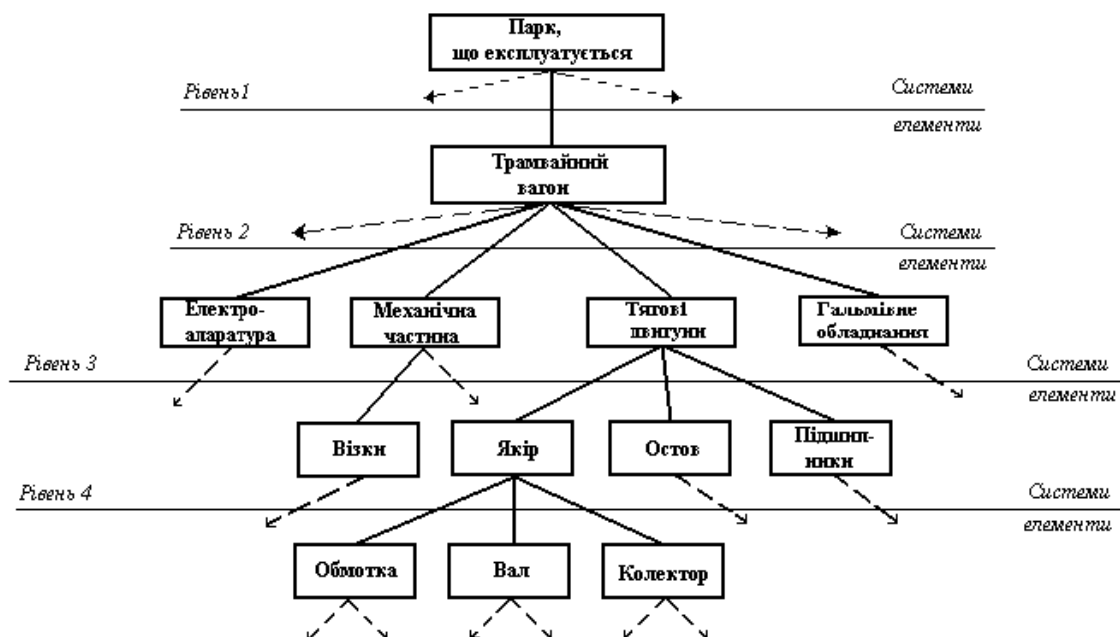 Парк,
що експлуатується
Рівень1
Системи
елементи
Трамвайний
вагон
Рівень 2
Системи
елементи
Електро-
апаратура
Механічна
частина
Тягові
двигуни
Гальмівне
обладнання
Рівень 3
Системи
елементи
Візки
Якір
Остов
Підшип-
ники
Рівень 4
Системи
елементи
Обмотка
Вал
Колектор